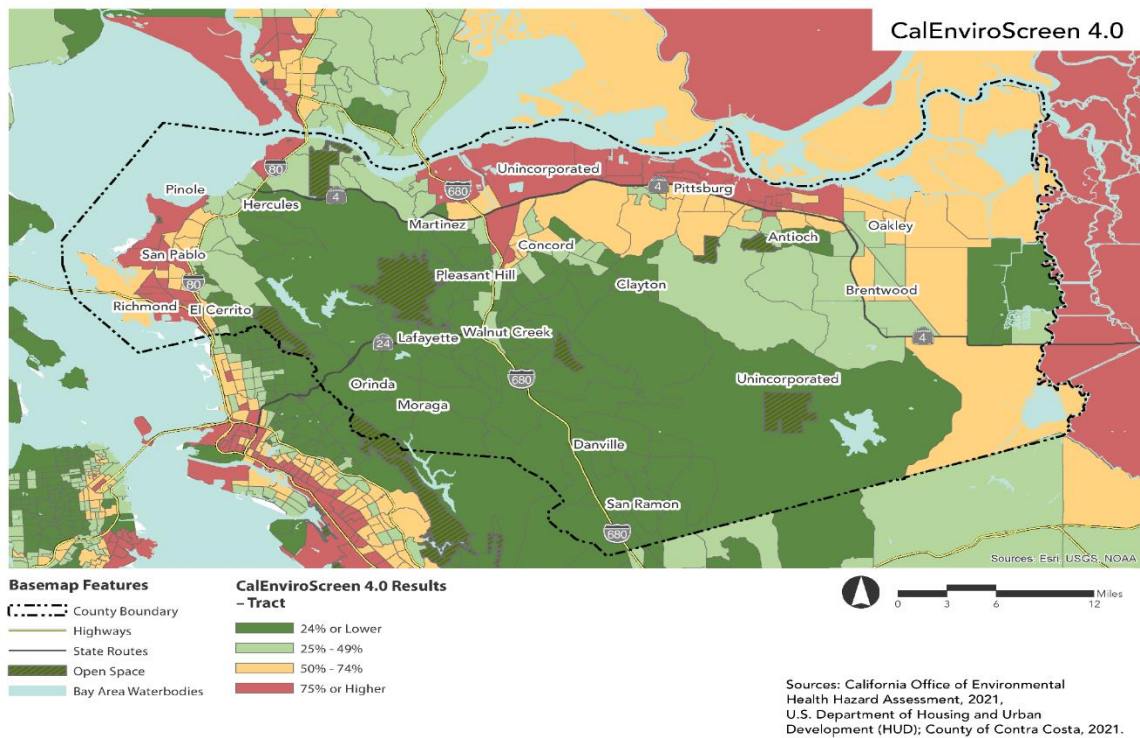 CalEnviroScreen 4.0
80
Unincorporated
Pinole
4
680
4
Pittsburg
Hercules
Martinez
Oakley
Antioch
Concord
San Pablo
Pleasant Hill
80
Clayton
Brentwood
Richmond
El Cerrito
Walnut Creek
Lafayette
4
24
680
Orinda
Unincorporated
Moraga
Danville
San Ramon
680
Sources: Esri, USGS, NOAA
Basemap Features
County Boundary
Highways
State Routes
Open Space
Bay Area Waterbodies
CalEnviroScreen 4.0 Results
– Tract
24% or Lower
25% - 49%
50% - 74%
75% or Higher
Miles
0 3 6 12
Sources: California Office of Environmental
Health Hazard Assessment, 2021,
U.S. Department of Housing and Urban
Development (HUD); County of Contra Costa, 2021.